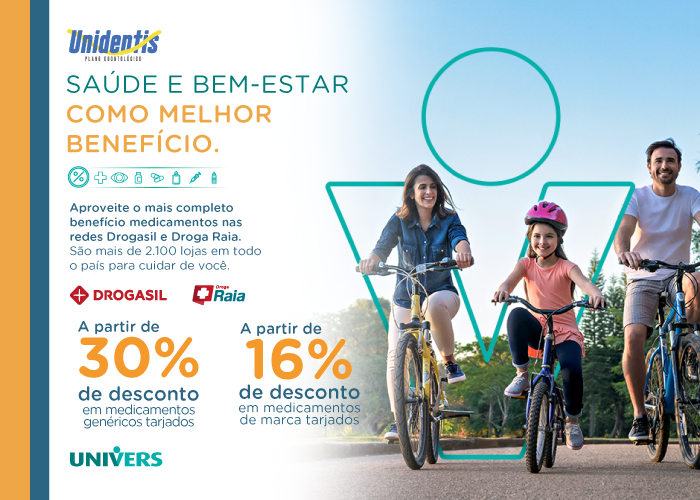 Unidentis
PLANO ODONTOLÓGICO
SAÚDE E BEM-ESTAR
COMO MELHOR
BENEFÍCIO.
Aproveite o mais completo
benefício medicamentos nas
redes Drogasil e Droga Raia.
São mais de 2.100 lojas em todo
o país para cuidar de você.
DROGASIL
Droga
Raia
A partir de
30%
de desconto
em medicamentos
genéricos tarjados
A partir de
16%
de desconto
em medicamentos
de marca tarjados
UNIVERS